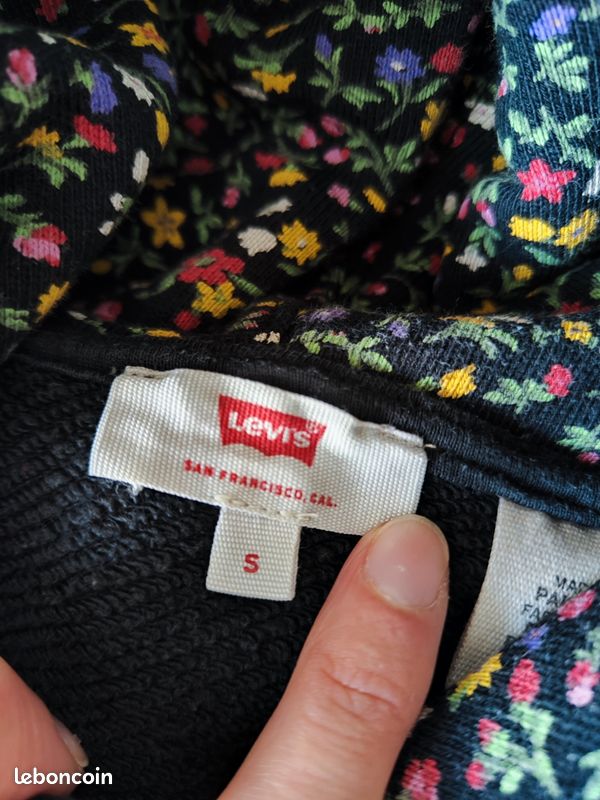 Levi's®
SAN FRANCISCO, CAL.
S
leboncoin